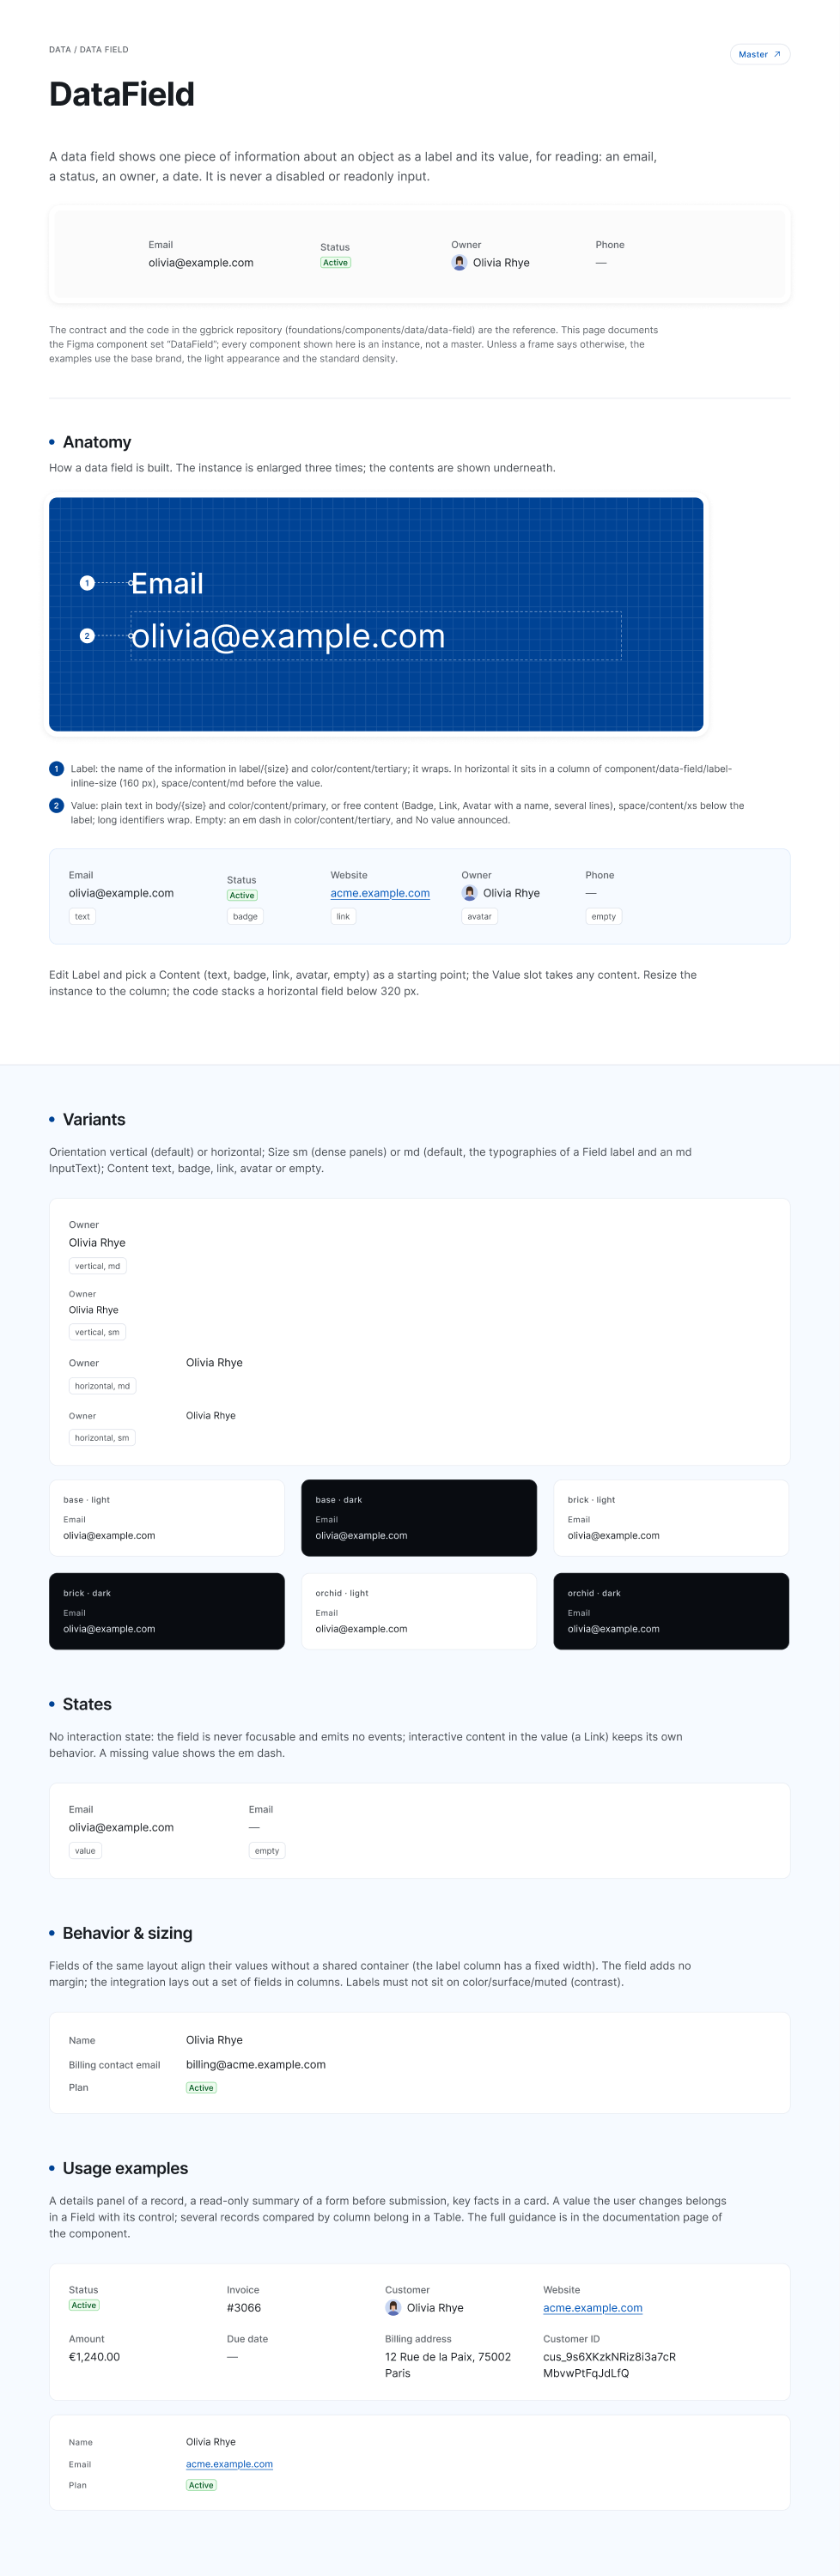 DATA / DATA FIELD
Master ↗
DataField
A data field shows one piece of information about an object as a label and its value, for reading: an email,
a status, an owner, a date. It is never a disabled or readonly input.
Email
olivia@example.com
Status
Active
Owner
Olivia Rhye
Phone
—
The contract and the code in the ggbrick repository (foundations/components/data/data-field) are the reference. This page documents
the Figma component set "DataField"; every component shown here is an instance, not a master. Unless a frame says otherwise, the
examples use the base brand, the light appearance and the standard density.
Anatomy
How a data field is built. The instance is enlarged three times; the contents are shown underneath.
1
Email
2
olivia@example.com
1 Label: the name of the information in label/{size} and color/content/tertiary; it wraps. In horizontal it sits in a column of component/data-field/label-
inline-size (160 px), space/content/md before the value.
2 Value: plain text in body/{size} and color/content/primary, or free content (Badge, Link, Avatar with a name, several lines), space/content/xs below the
label; long identifiers wrap. Empty: an em dash in color/content/tertiary, and No value announced.
Email
olivia@example.com
text
Status
Active
badge
Website
acme.example.com
link
Owner
Olivia Rhye
avatar
Phone
—
empty
Edit Label and pick a Content (text, badge, link, avatar, empty) as a starting point; the Value slot takes any content. Resize the
instance to the column; the code stacks a horizontal field below 320 px.
Variants
Orientation vertical (default) or horizontal; Size sm (dense panels) or md (default, the typographies of a Field label and an md
InputText); Content text, badge, link, avatar or empty.
Owner
Olivia Rhye
vertical, md
Owner
Olivia Rhye
vertical, sm
Owner Olivia Rhye
horizontal, md
Owner Olivia Rhye
horizontal, sm
base · light
Email
olivia@example.com
base · dark
Email
olivia@example.com
brick · light
Email
olivia@example.com
brick · dark
Email
olivia@example.com
orchid · light
Email
olivia@example.com
orchid · dark
Email
olivia@example.com
States
No interaction state: the field is never focusable and emits no events; interactive content in the value (a Link) keeps its own
behavior. A missing value shows the em dash.
Email
olivia@example.com
value
Email
—
empty
Behavior & sizing
Fields of the same layout align their values without a shared container (the label column has a fixed width). The field adds no
margin; the integration lays out a set of fields in columns. Labels must not sit on color/surface/muted (contrast).
Name Olivia Rhye
Billing contact email billing@acme.example.com
Plan Active
Usage examples
A details panel of a record, a read-only summary of a form before submission, key facts in a card. A value the user changes belongs
in a Field with its control; several records compared by column belong in a Table. The full guidance is in the documentation page of
the component.
Status
Active
Invoice
#3066
Customer
Olivia Rhye
Website
acme.example.com
Amount
€1,240.00
Due date
—
Billing address
12 Rue de la Paix, 75002
Paris
Customer ID
cus_9s6XKzkNRiz8i3a7cR
MbvwPtFqJdLfQ
Name Olivia Rhye
Email acme.example.com
Plan Active